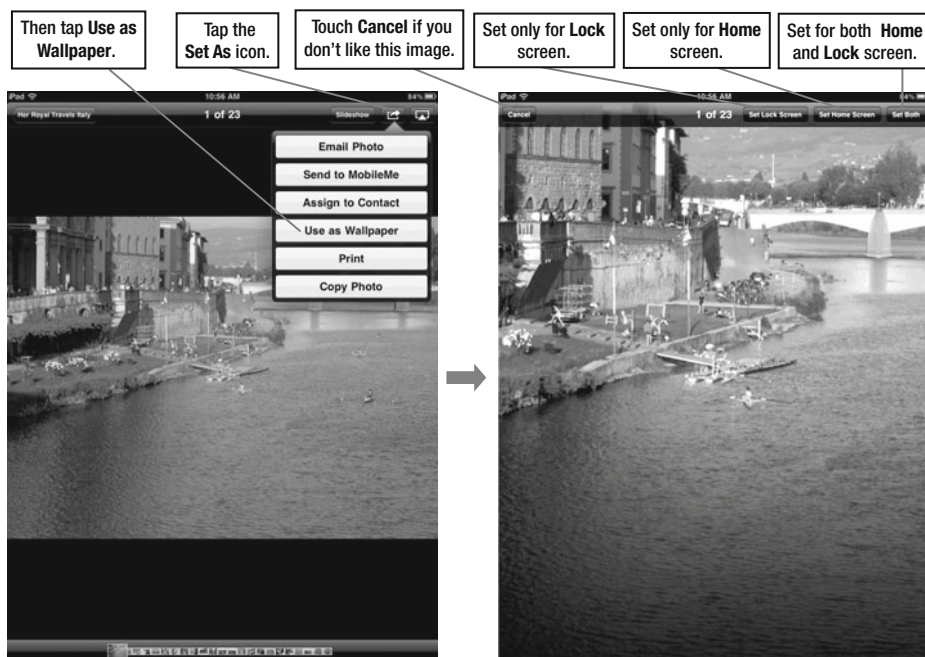 Then tap Use as
Wallpaper.
Tap the
Set As icon.
Touch Cancel if you
don't like this image.
Set only for Lock
screen.
Set only for Home
screen.
Set for both Home
and Lock screen.
iPad 10:56 AM 84%
Her Royal Travels Italy 1 of 23 Slideshow
Email Photo
Send to MobileMe
Assign to Contact
Use as Wallpaper
Print
Copy Photo
iPad 10:56 AM 84%
Cancel 1 of 23 Set Lock Screen Set Home Screen Set Both